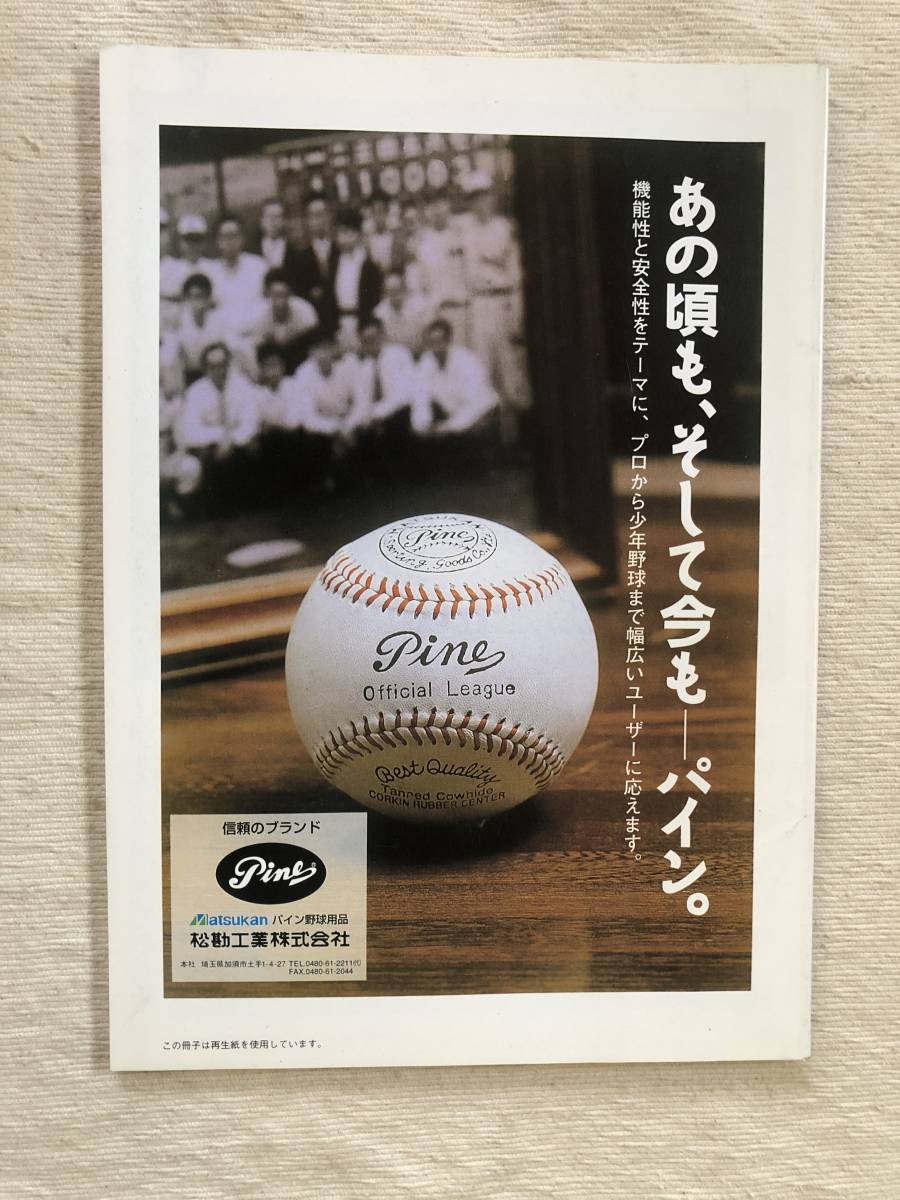 あの頃も、そして今も―パイン。
機能性と安全性をテーマに、プロから少年野球まで幅広いユーザーに応えます。
110003
Pine
Sporting Goods Co.,
Pine
Official League
Best Quality
Tanned Cowhide
CORKIN RUBBER CENTER
信頼のブランド
Pine®
Matsukan パイン野球用品
松勘工業株式会社
本社 埼玉県加須市土手1-4-27 TEL.0480-61-2211㈹
FAX.0480-61-2044
この冊子は再生紙を使用しています。